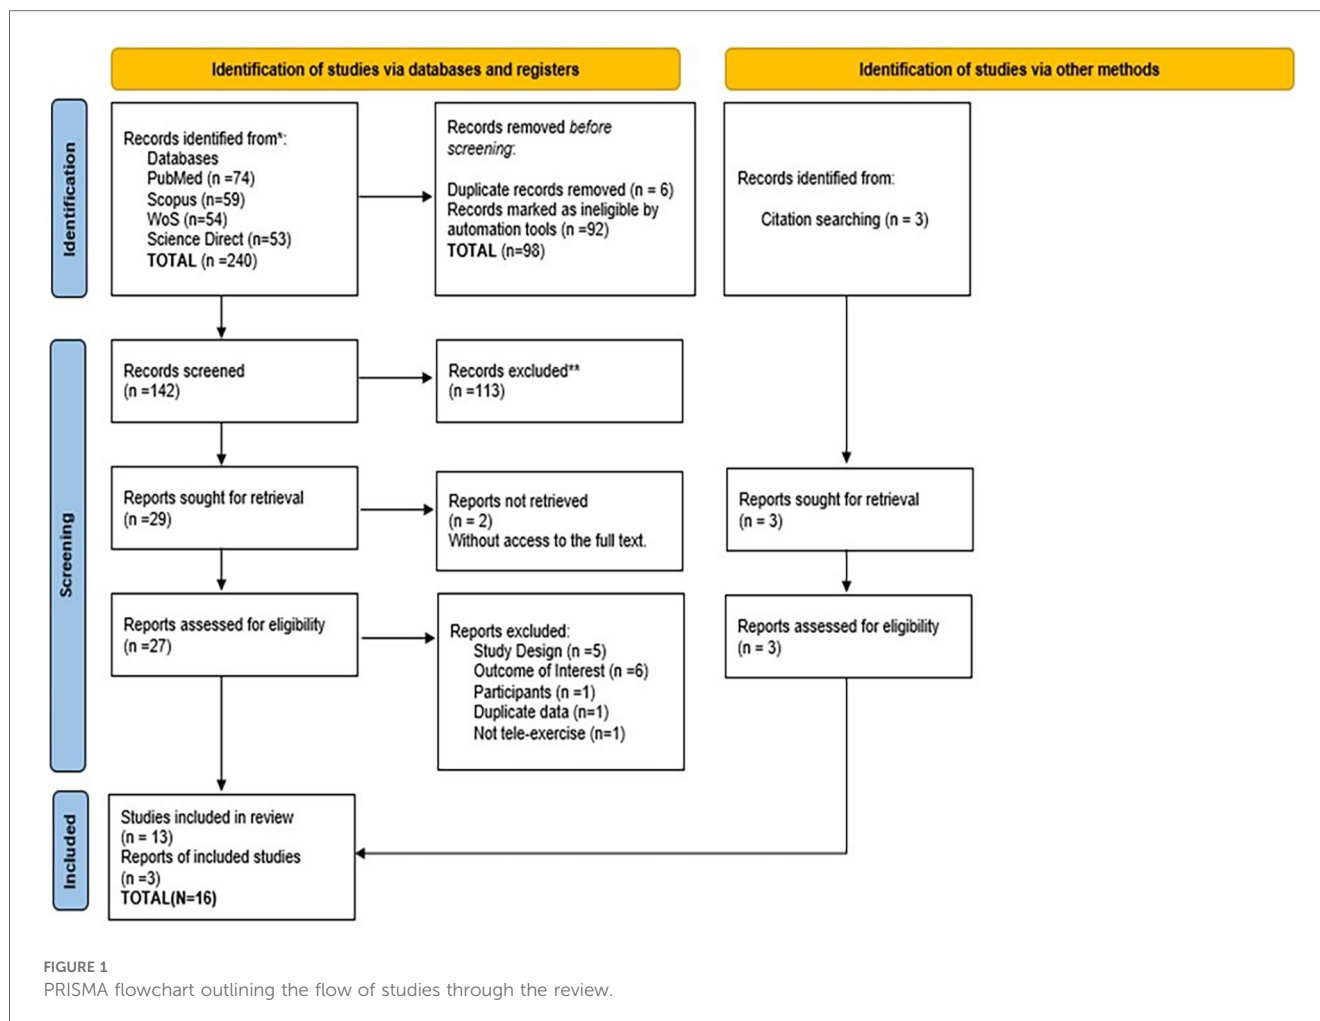 Identification of studies via databases and registers
Identification of studies via other methods
Identification
Records identified from*:
Databases
PubMed (n =74)
Scopus (n=59)
WoS (n=54)
Science Direct (n=53)
TOTAL (n =240)
Records removed before
screening:
Duplicate records removed (n = 6)
Records marked as ineligible by
automation tools (n =92)
TOTAL (n=98)
Records identified from:
Citation searching (n = 3)
Screening
Records screened
(n =142)
Records excluded**
(n =113)
Reports sought for retrieval
(n =29)
Reports not retrieved
(n = 2)
Without access to the full text.
Reports sought for retrieval
(n = 3)
Reports assessed for eligibility
(n =27)
Reports excluded:
Study Design (n =5)
Outcome of Interest (n =6)
Participants (n =1)
Duplicate data (n=1)
Not tele-exercise (n=1)
Reports assessed for eligibility
(n = 3)
Included
Studies included in review
(n = 13)
Reports of included studies
(n =3)
TOTAL(N=16)
FIGURE 1
PRISMA flowchart outlining the flow of studies through the review.